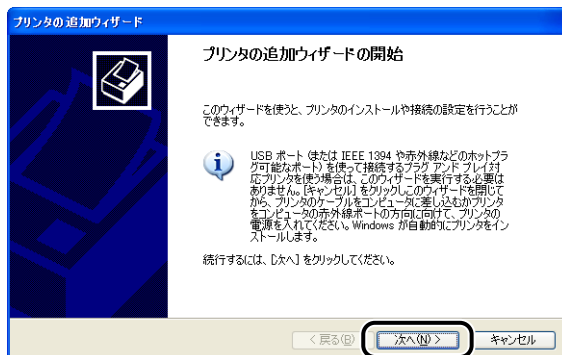 プリンタの追加ウィザード
プリンタの追加ウィザードの開始
このウィザードを使うと、プリンタのインストールや接続の設定を行うことが
できます。
USB ポート (または IEEE 1394 や赤外線などのホットプラ
グ可能なポート) を使って接続するプラグ アンド プレイ対
応プリンタを使う場合は、このウィザードを実行する必要は
ありません。[キャンセル] をクリックしこのウィザードを閉じて
から、プリンタのケーブルをコンピュータに差し込むかプリンタ
をコンピュータの赤外線ポートの方向に向けて、プリンタの
電源を入れてください。Windows が自動的にプリンタをイン
ストールします。
続行するには、[次へ] をクリックしてください。
< 戻る(B) 次へ(N) > キャンセル